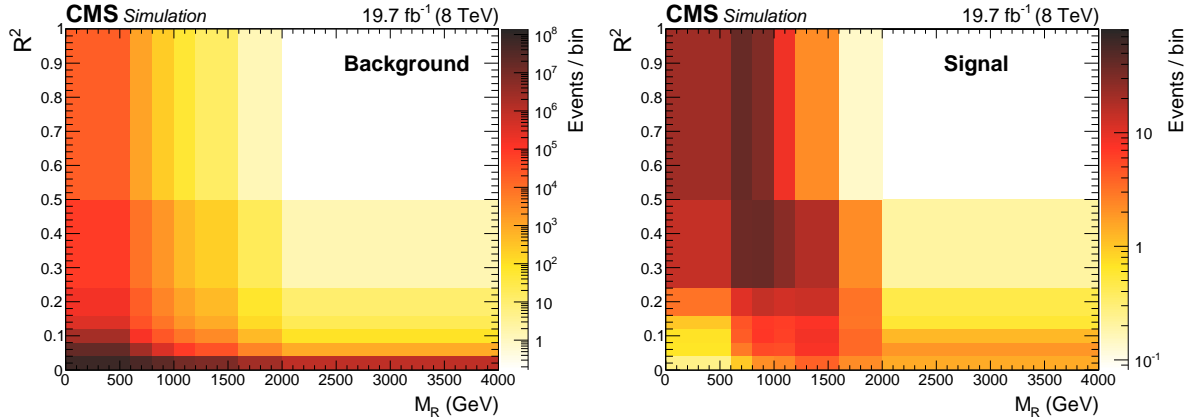 CMS Simulation 19.7 fb⁻¹ (8 TeV)
Background
R²
1
0.9
0.8
0.7
0.6
0.5
0.4
0.3
0.2
0.1
0
0 500 1000 1500 2000 2500 3000 3500 4000
M_R (GeV)
10⁸
10⁷
10⁶
10⁵
10⁴
10³
10²
10
1
Events / bin
CMS Simulation 19.7 fb⁻¹ (8 TeV)
Signal
R²
1
0.9
0.8
0.7
0.6
0.5
0.4
0.3
0.2
0.1
0
0 500 1000 1500 2000 2500 3000 3500 4000
M_R (GeV)
10
1
10⁻¹
Events / bin